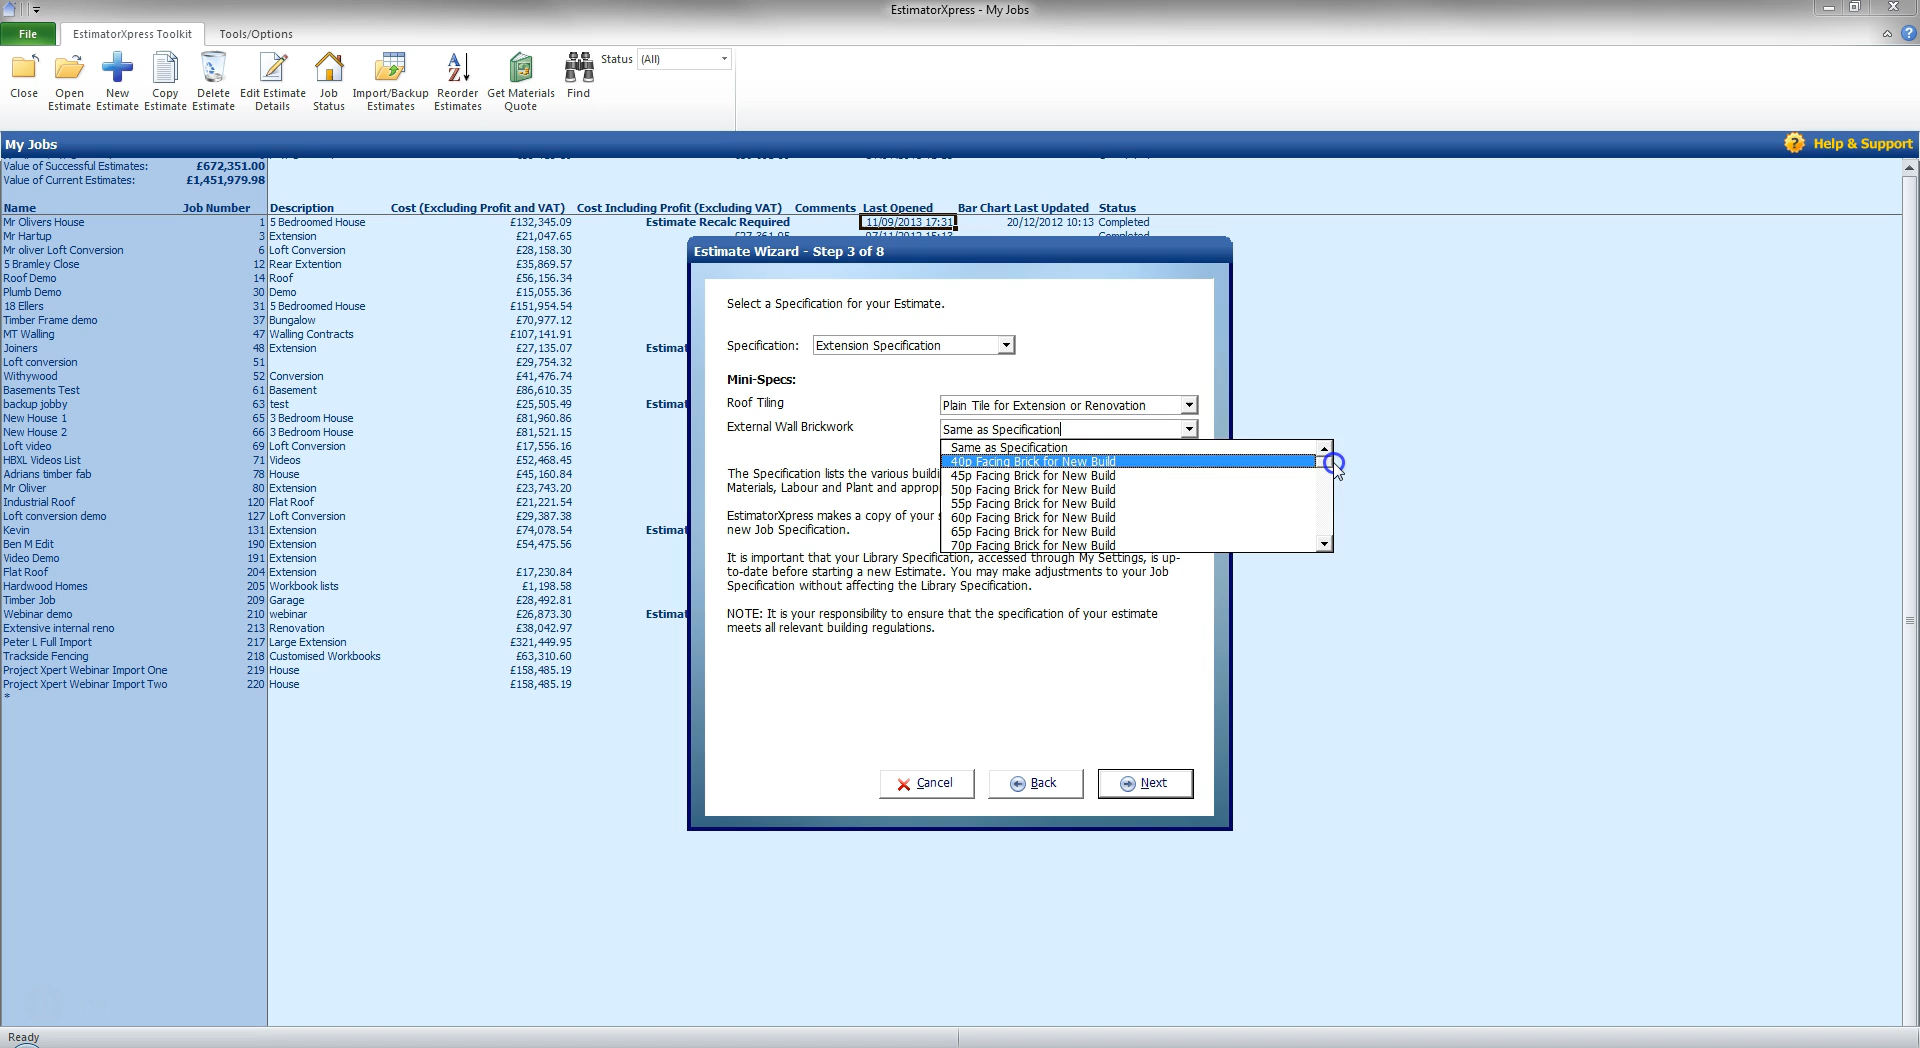 EstimatorXpress - My Jobs
File EstimatorXpress Toolkit Tools/Options
Close Open Estimate New Estimate Copy Estimate Delete Estimate Edit Estimate Details Job Status Import/Backup Estimates Reorder Estimates Get Materials Quote Find Status (All)
My Jobs Help & Support
Value of Successful Estimates: £672,351.00
Value of Current Estimates: £1,451,979.98
Name Job Number Description Cost (Excluding Profit and VAT) Cost Including Profit (Excluding VAT) Comments Last Opened Bar Chart Last Updated Status
Mr Olivers House 1 5 Bedroomed House £132,345.09 Estimate Recalc Required 11/09/2013 17:31 20/12/2012 10:13 Completed
Mr Hartup 3 Extension £21,047.65
Mr oliver Loft Conversion 6 Loft Conversion £28,158.30
5 Bramley Close 12 Rear Extention £35,869.57
Roof Demo 14 Roof £56,156.34
Plumb Demo 30 Demo £15,055.36
18 Ellers 31 5 Bedroomed House £151,954.54
Timber Frame demo 37 Bungalow £70,977.12
MT Walling 47 Walling Contracts £107,141.91
Joiners 48 Extension £27,135.07 Estimat
Loft conversion 51 £29,754.32
Withywood 52 Conversion £41,476.74
Basements Test 61 Basement £86,610.35
backup jobby 63 test £25,505.49 Estimat
New House 1 65 3 Bedroom House £81,960.86
New House 2 66 3 Bedroom House £81,521.15
Loft video 69 Loft Conversion £17,556.16
HBXL Videos List 71 Videos £52,468.45
Adrians timber fab 78 House £45,160.84
Mr Oliver 80 Extension £23,743.20
Industrial Roof 120 Flat Roof £21,221.54
Loft conversion demo 127 Loft Conversion £29,387.38
Kevin 131 Extension £74,078.54 Estimat
Ben M Edit 190 Extension £54,475.56
Video Demo 191 Extension
Flat Roof 204 Extension £17,230.84
Hardwood Homes 205 Workbook lists £1,198.58
Timber Job 209 Garage £28,492.81
Webinar demo 210 webinar £26,873.30 Estimat
Extensive internal reno 213 Renovation £38,042.97
Peter L Full Import 217 Large Extension £321,449.95
Trackside Fencing 218 Customised Workbooks £63,310.60
Project Xpert Webinar Import One 219 House £158,485.19
Project Xpert Webinar Import Two 220 House £158,485.19
*
Estimate Wizard - Step 3 of 8
Select a Specification for your Estimate.
Specification: Extension Specification
Mini-Specs:
Roof Tiling Plain Tile for Extension or Renovation
External Wall Brickwork Same as Specification
Same as Specification
40p Facing Brick for New Build
45p Facing Brick for New Build
50p Facing Brick for New Build
55p Facing Brick for New Build
60p Facing Brick for New Build
65p Facing Brick for New Build
70p Facing Brick for New Build
The Specification lists the various buildi
Materials, Labour and Plant and approp
EstimatorXpress makes a copy of your s
new Job Specification.
It is important that your Library Specification, accessed through My Settings, is up-
to-date before starting a new Estimate. You may make adjustments to your Job
Specification without affecting the Library Specification.
NOTE: It is your responsibility to ensure that the specification of your estimate
meets all relevant building regulations.
Cancel Back Next
Ready